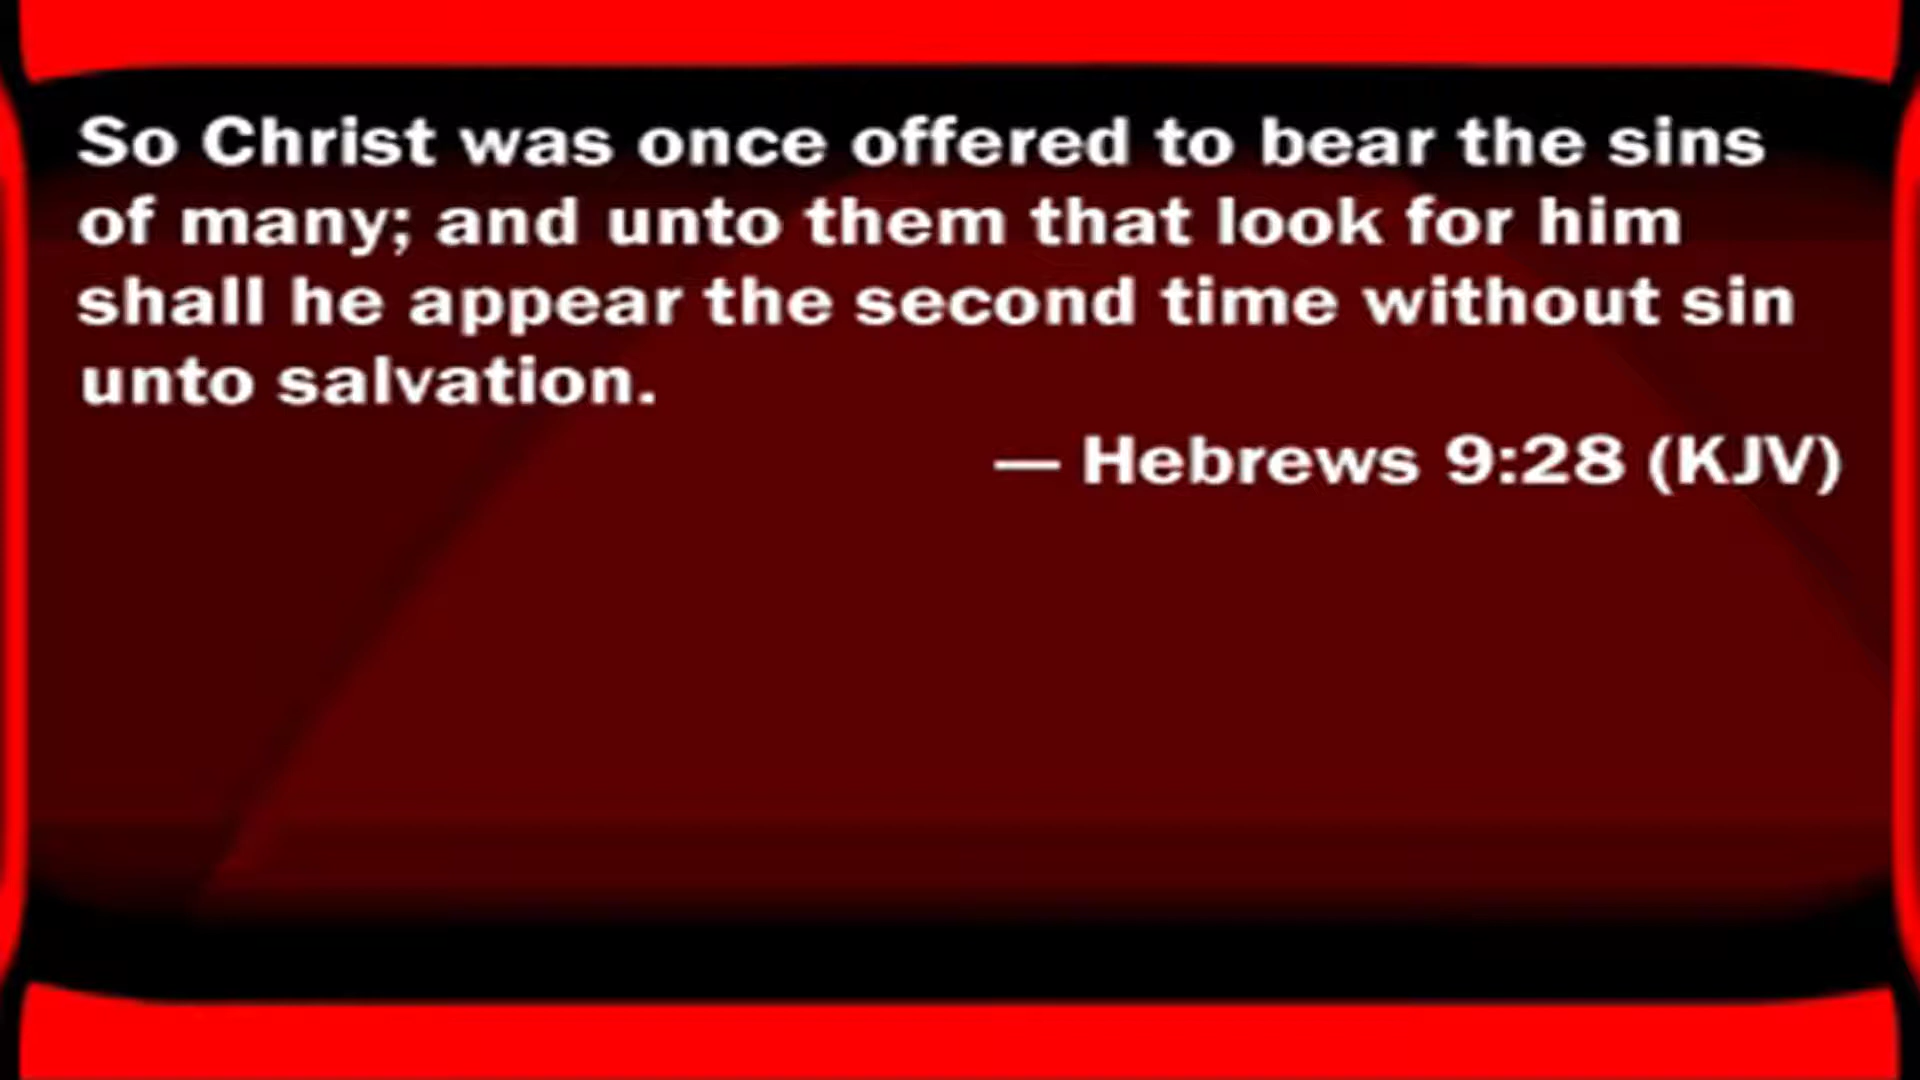 So Christ was once offered to bear the sins
of many; and unto them that look for him
shall he appear the second time without sin
unto salvation.
— Hebrews 9:28 (KJV)